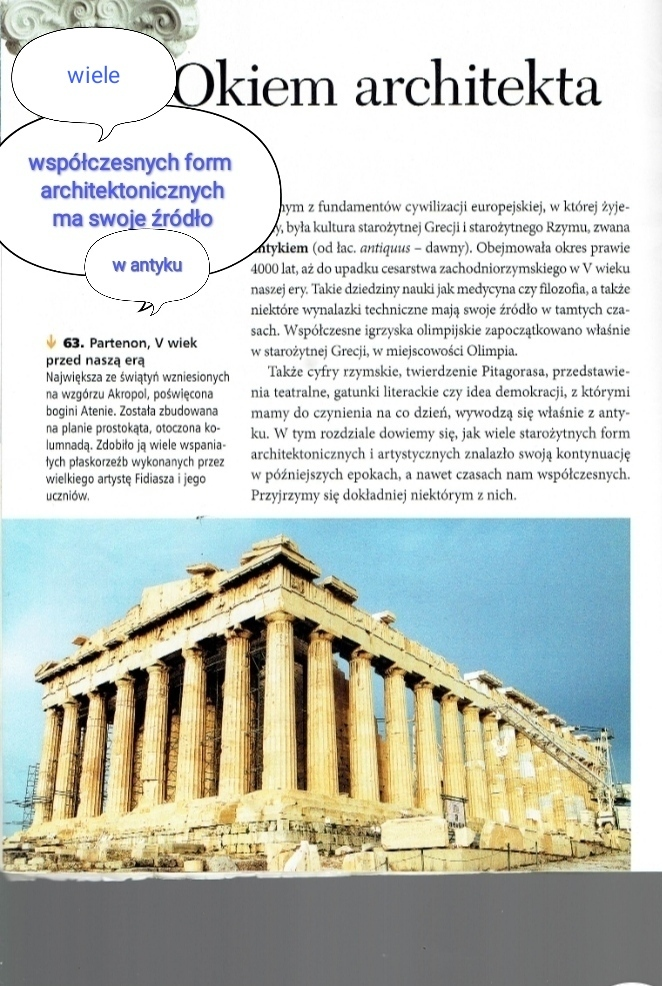 wiele
Okiem architekta
współczesnych form
architektonicznych
ma swoje źródło
w antyku
z fundamentów cywilizacji europejskiej, w której żyje-
była kultura starożytnej Grecji i starożytnego Rzymu, zwana
antykiem (od łac. antiquus – dawny). Obejmowała okres prawie
4000 lat, aż do upadku cesarstwa zachodniorzymskiego w V wieku
naszej ery. Takie dziedziny nauki jak medycyna czy filozofia, a także
niektóre wynalazki techniczne mają swoje źródło w tamtych cza-
sach. Współczesne igrzyska olimpijskie zapoczątkowano właśnie
w starożytnej Grecji, w miejscowości Olimpia.
Także cyfry rzymskie, twierdzenie Pitagorasa, przedstawie-
nia teatralne, gatunki literackie czy idea demokracji, z którymi
mamy do czynienia na co dzień, wywodzą się właśnie z anty-
ku. W tym rozdziale dowiemy się, jak wiele starożytnych form
architektonicznych i artystycznych znalazło swoją kontynuację
w późniejszych epokach, a nawet czasach nam współczesnych.
Przyjrzymy się dokładniej niektórym z nich.
63. Partenon, V wiek
przed naszą erą
Największa ze świątyń wzniesionych
na wzgórzu Akropol, poświęcona
bogini Atenie. Została zbudowana
na planie prostokąta, otoczona ko-
lumnadą. Zdobiło ją wiele wspania-
łych płaskorzeźb wykonanych przez
wielkiego artystę Fidiasza i jego
uczniów.